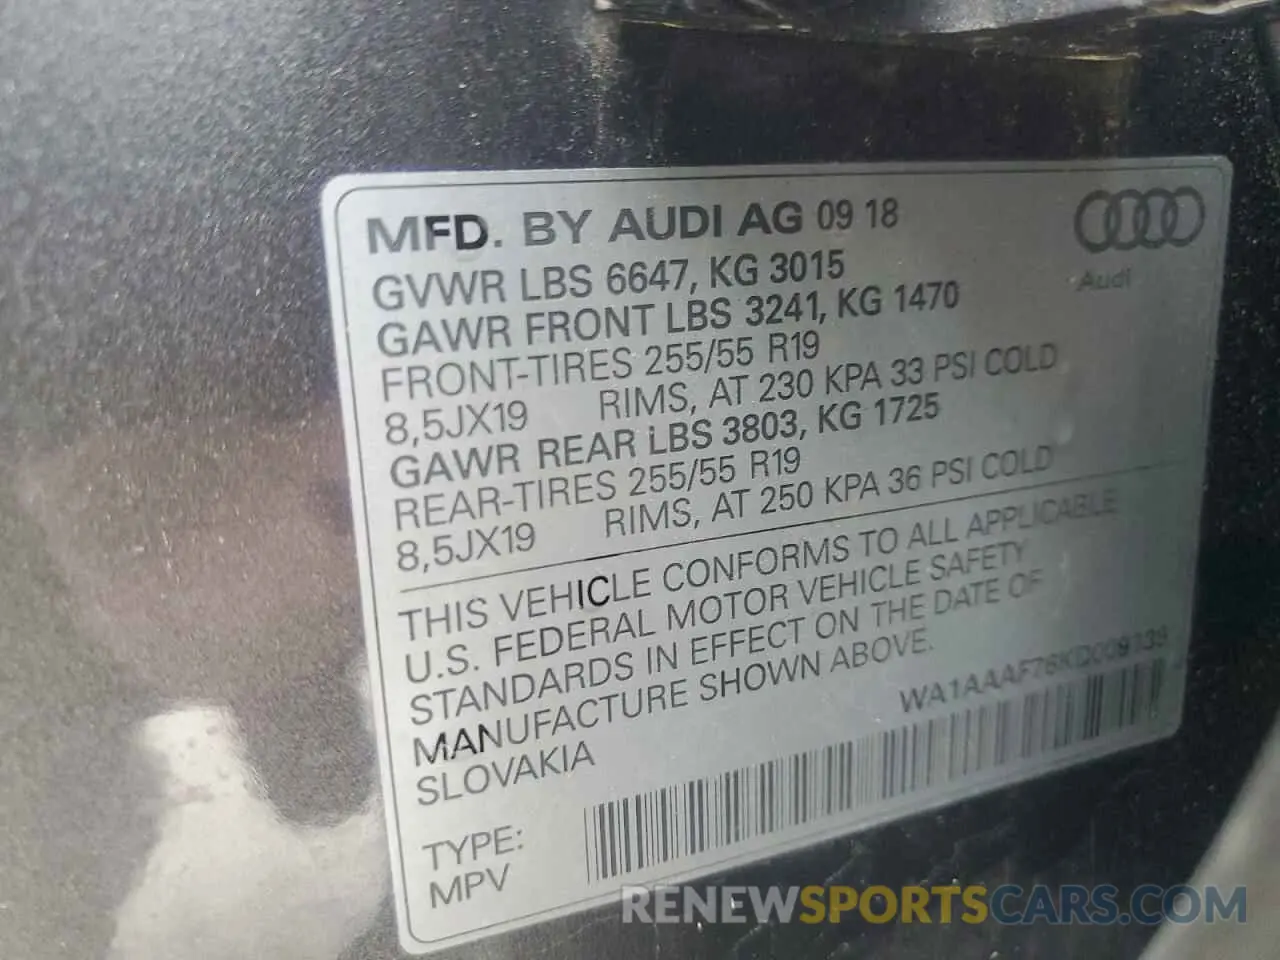 MFD. BY AUDI AG 09 18
Audi
GVWR LBS 6647, KG 3015
GAWR FRONT LBS 3241, KG 1470
FRONT-TIRES 255/55 R19
8,5JX19 RIMS, AT 230 KPA 33 PSI COLD
GAWR REAR LBS 3803, KG 1725
REAR-TIRES 255/55 R19
8,5JX19 RIMS, AT 250 KPA 36 PSI COLD
THIS VEHICLE CONFORMS TO ALL APPLICABLE
U.S. FEDERAL MOTOR VEHICLE SAFETY
STANDARDS IN EFFECT ON THE DATE OF
MANUFACTURE SHOWN ABOVE.
SLOVAKIA
WA1AAAF76KD009139
TYPE:
MPV
RENEWSPORTSCARS.COM